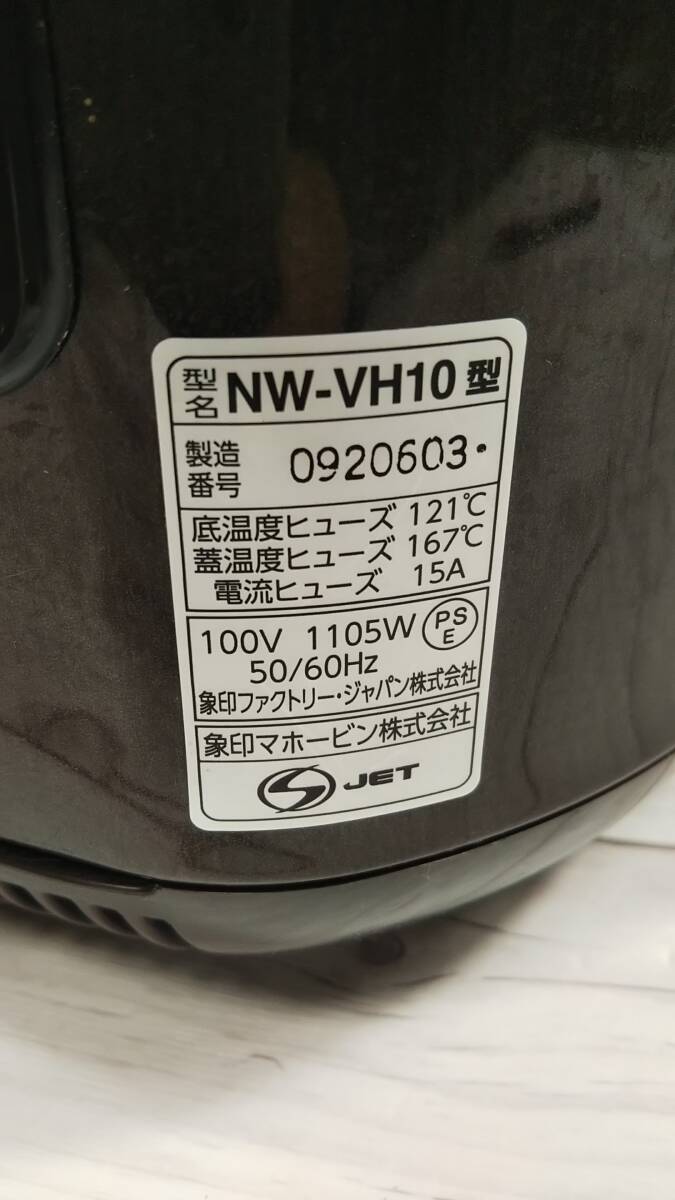 型名 NW-VH10 型
製造番号 0920603・
底温度ヒューズ 121℃
蓋温度ヒューズ 167℃
電流ヒューズ 15A
100V 1105W PSE
50/60Hz
象印ファクトリー・ジャパン株式会社
象印マホービン株式会社
S JET